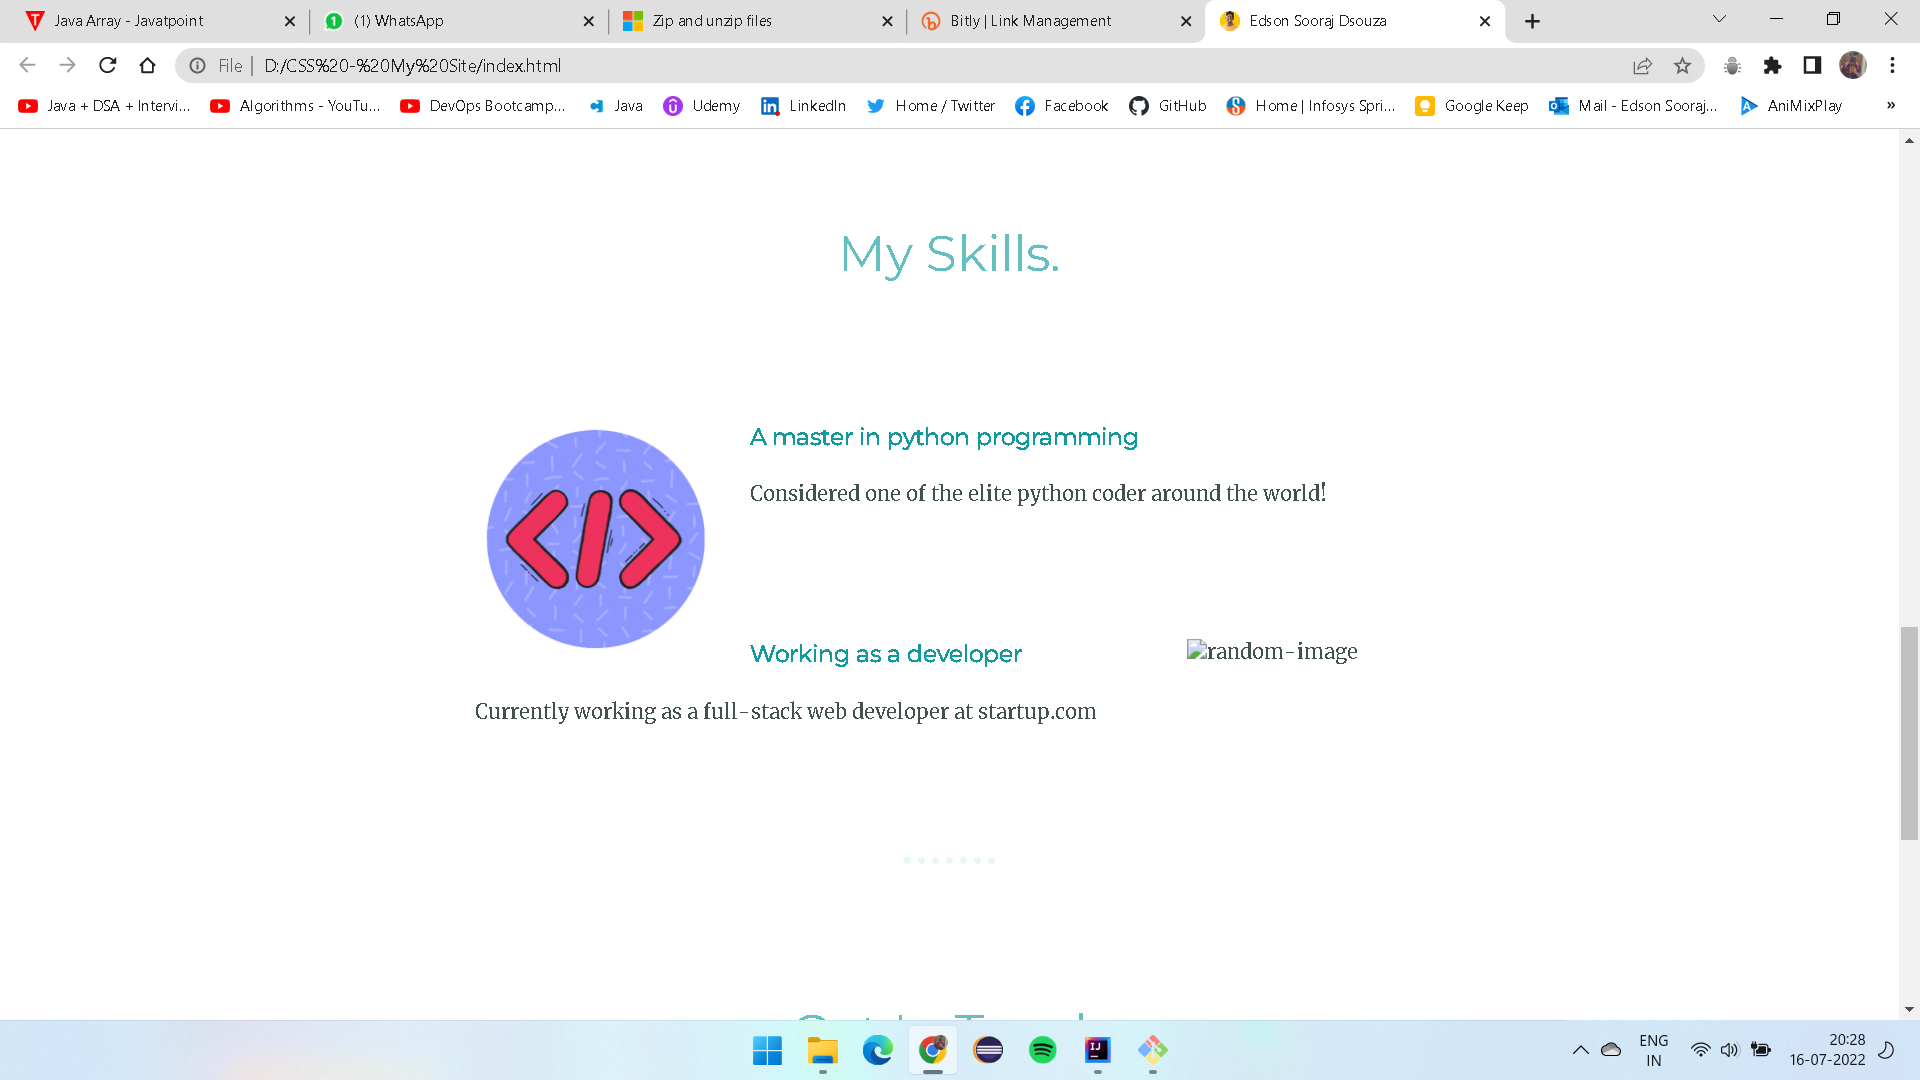 Java Array - Javatpoint
(1) WhatsApp
Zip and unzip files
Bitly | Link Management
Edson Sooraj Dsouza
File | D:/CSS%20-%20My%20Site/index.html
Java + DSA + Intervi...
Algorithms - YouTu...
DevOps Bootcamp...
Java
Udemy
LinkedIn
Home / Twitter
Facebook
GitHub
Home | Infosys Spri...
Google Keep
Mail - Edson Sooraj...
AniMixPlay
»
My Skills.
A master in python programming
Considered one of the elite python coder around the world!
Working as a developer
random-image
Currently working as a full-stack web developer at startup.com
ENG
IN
20:28
16-07-2022